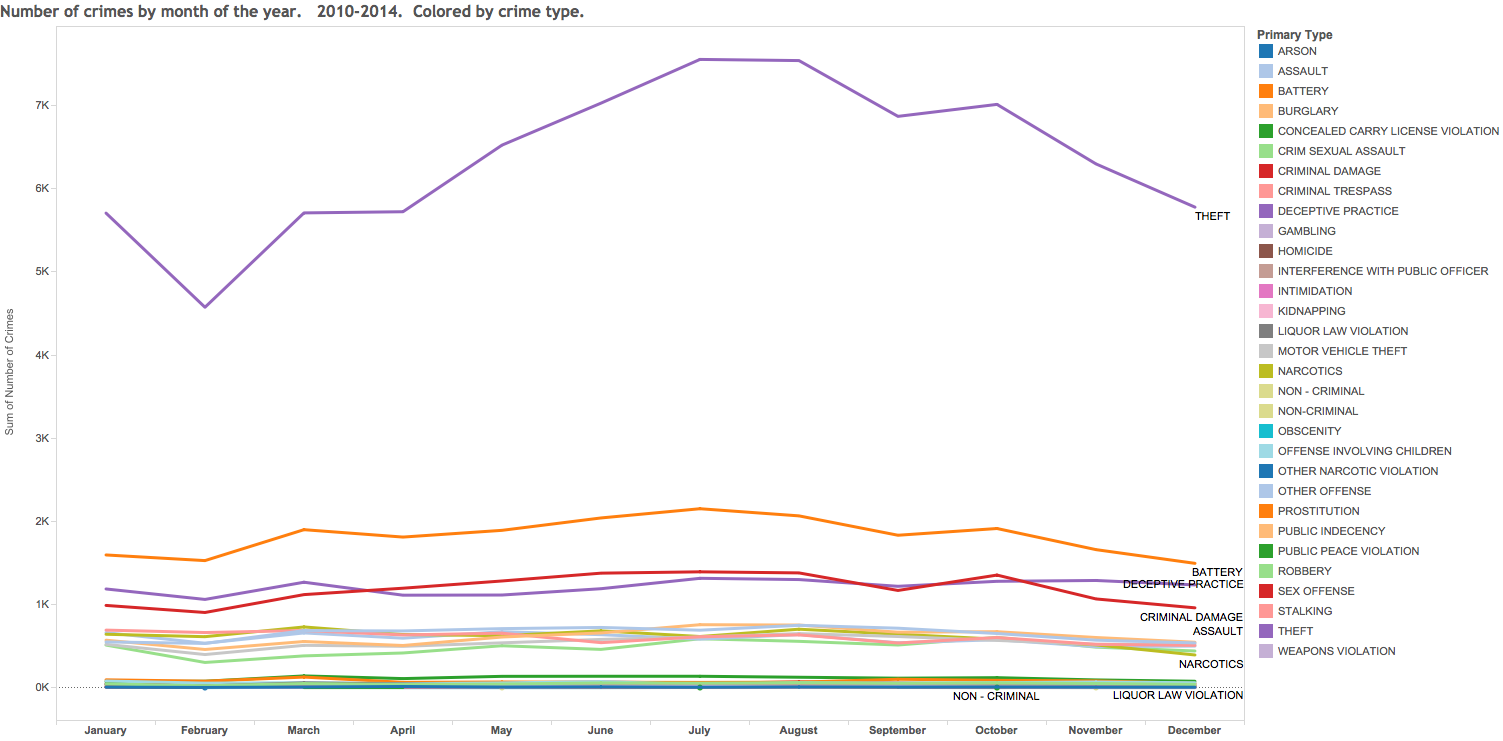 Number of crimes by month of the year.   2010-2014.  Colored by crime type.
Sum of Number of Crimes
7K
6K
5K
4K
3K
2K
1K
0K
THEFT
BATTERY
DECEPTIVE PRACTICE
CRIMINAL DAMAGE
ASSAULT
NARCOTICS
NON - CRIMINAL
LIQUOR LAW VIOLATION
January
February
March
April
May
June
July
August
September
October
November
December
Primary Type
ARSON
ASSAULT
BATTERY
BURGLARY
CONCEALED CARRY LICENSE VIOLATION
CRIM SEXUAL ASSAULT
CRIMINAL DAMAGE
CRIMINAL TRESPASS
DECEPTIVE PRACTICE
GAMBLING
HOMICIDE
INTERFERENCE WITH PUBLIC OFFICER
INTIMIDATION
KIDNAPPING
LIQUOR LAW VIOLATION
MOTOR VEHICLE THEFT
NARCOTICS
NON - CRIMINAL
NON-CRIMINAL
OBSCENITY
OFFENSE INVOLVING CHILDREN
OTHER NARCOTIC VIOLATION
OTHER OFFENSE
PROSTITUTION
PUBLIC INDECENCY
PUBLIC PEACE VIOLATION
ROBBERY
SEX OFFENSE
STALKING
THEFT
WEAPONS VIOLATION